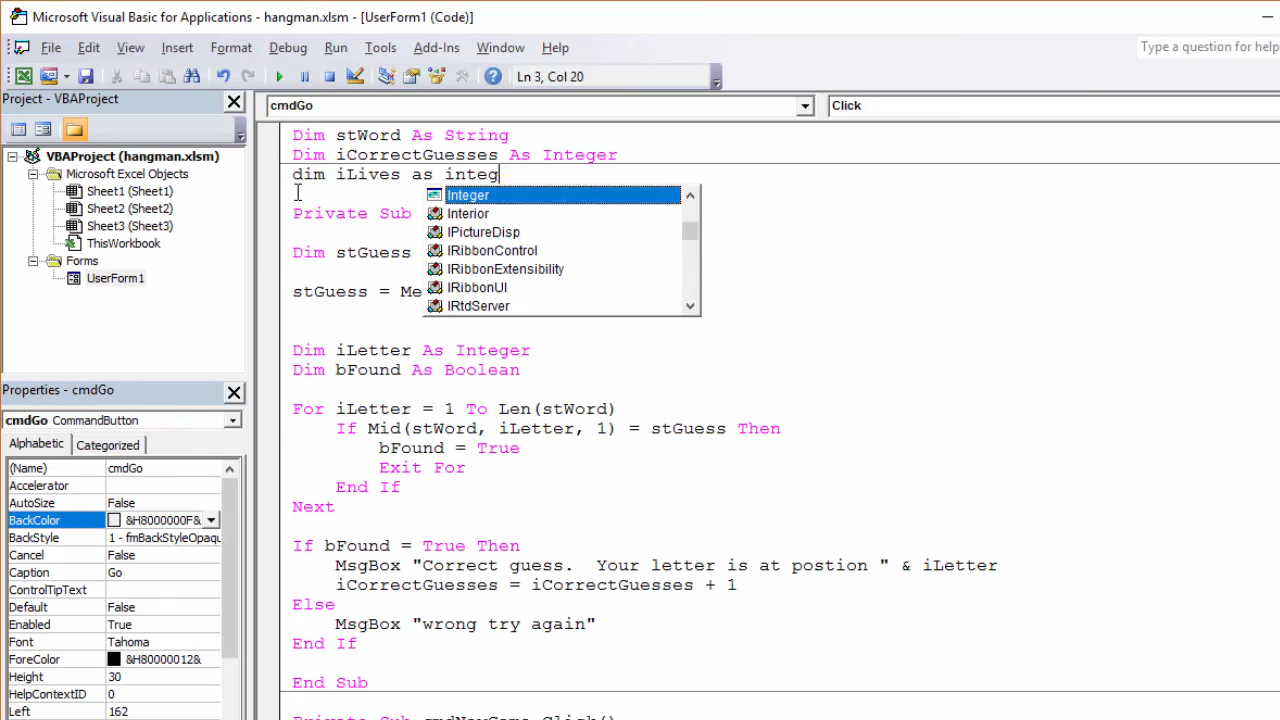 Microsoft Visual Basic for Applications - hangman.xlsm - [UserForm1 (Code)]
File Edit View Insert Format Debug Run Tools Add-Ins Window Help
Type a question for help
Ln 3, Col 20
Project - VBAProject
VBAProject (hangman.xlsm)
Microsoft Excel Objects
Sheet1 (Sheet1)
Sheet2 (Sheet2)
Sheet3 (Sheet3)
ThisWorkbook
Forms
UserForm1
Properties - cmdGo
cmdGo CommandButton
Alphabetic Categorized
(Name) cmdGo
Accelerator
AutoSize False
BackColor &H8000000F&
BackStyle 1 - fmBackStyleOpaqu
Cancel False
Caption Go
ControlTipText
Default False
Enabled True
Font Tahoma
ForeColor &H80000012&
Height 30
HelpContextID 0
Left 162
cmdGo Click
Dim stWord As String
Dim iCorrectGuesses As Integer
dim iLives as integ
Integer
Interior
IPictureDisp
IRibbonControl
IRibbonExtensibility
IRibbonUI
IRtdServer
Private Sub
Dim stGuess
stGuess = Me
Dim iLetter As Integer
Dim bFound As Boolean
For iLetter = 1 To Len(stWord)
If Mid(stWord, iLetter, 1) = stGuess Then
bFound = True
Exit For
End If
Next
If bFound = True Then
MsgBox "Correct guess.  Your letter is at postion " & iLetter
iCorrectGuesses = iCorrectGuesses + 1
Else
MsgBox "wrong try again"
End If
End Sub
Private Sub cmdNewGame_Click()